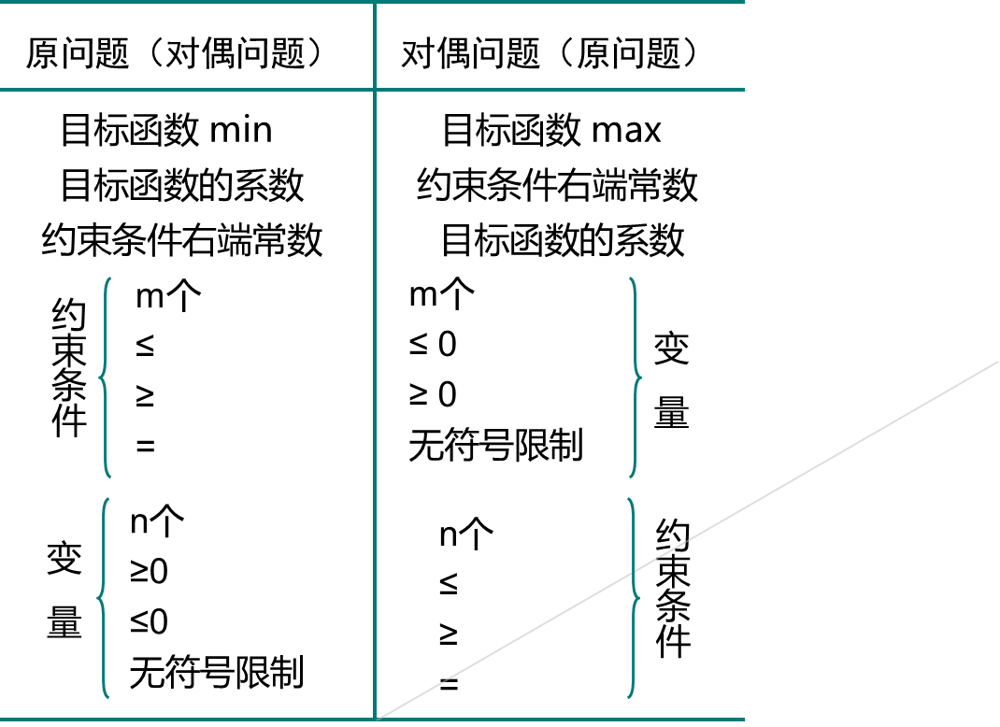 原问题（对偶问题） 对偶问题（原问题）
目标函数 min 目标函数 max
目标函数的系数 约束条件右端常数
约束条件右端常数 目标函数的系数
约束条件
m个
≤
≥
=
m个
≤ 0
≥ 0
无符号限制
变量
变量
n个
≥0
≤0
无符号限制
n个
≤
≥
=
约束条件